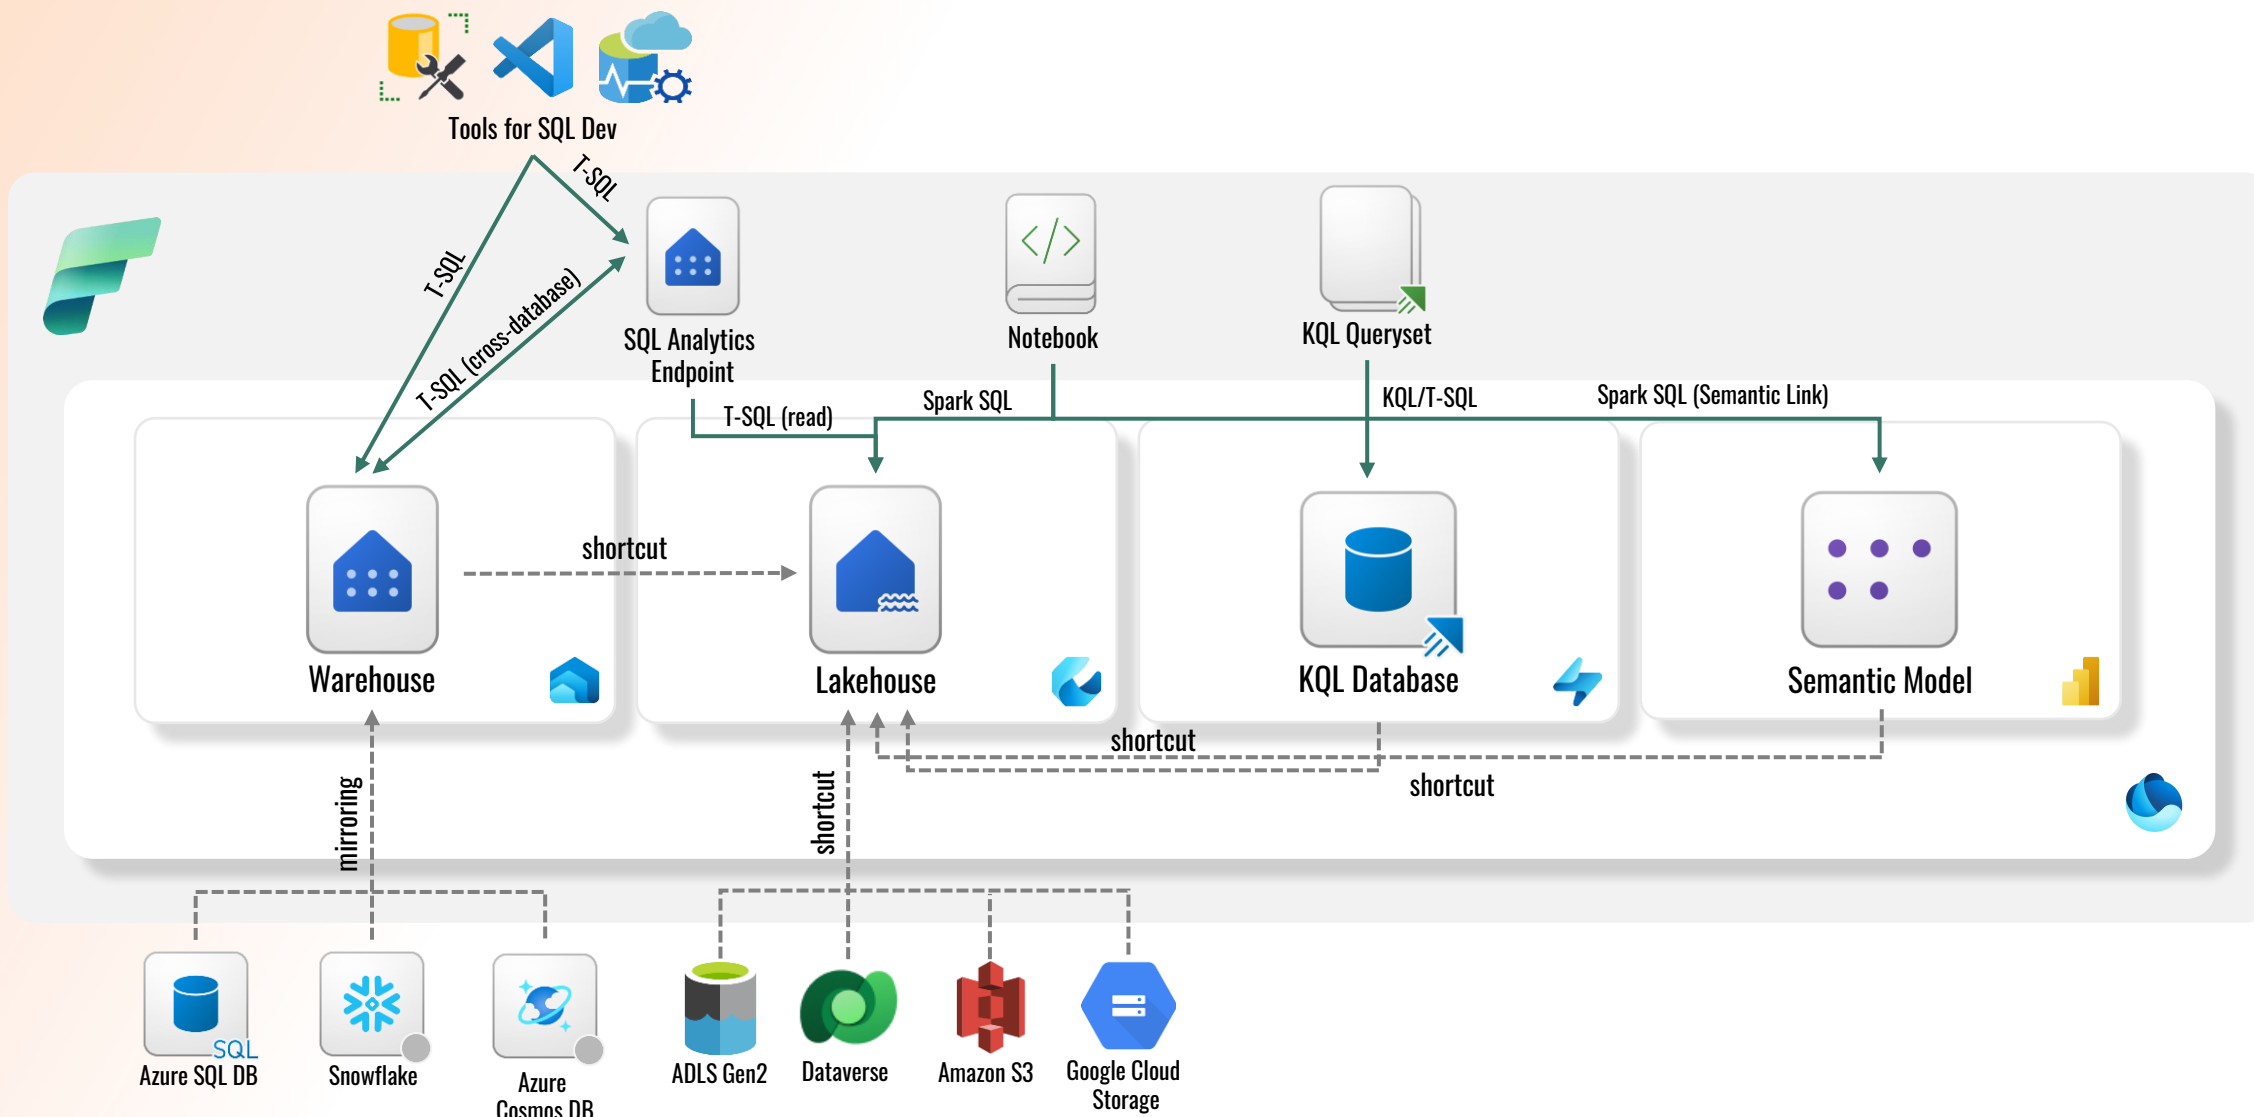 Tools for SQL Dev
T-SQL
T-SQL
T-SQL (cross-database)
SQL Analytics
Endpoint
Notebook
KQL Queryset
T-SQL (read)
Spark SQL
KQL/T-SQL
Spark SQL (Semantic Link)
shortcut
Warehouse
Lakehouse
KQL Database
Semantic Model
shortcut
shortcut
mirroring
shortcut
SQL
Azure SQL DB
Snowflake
Azure
Cosmos DB
ADLS Gen2
Dataverse
Amazon S3
Google Cloud
Storage